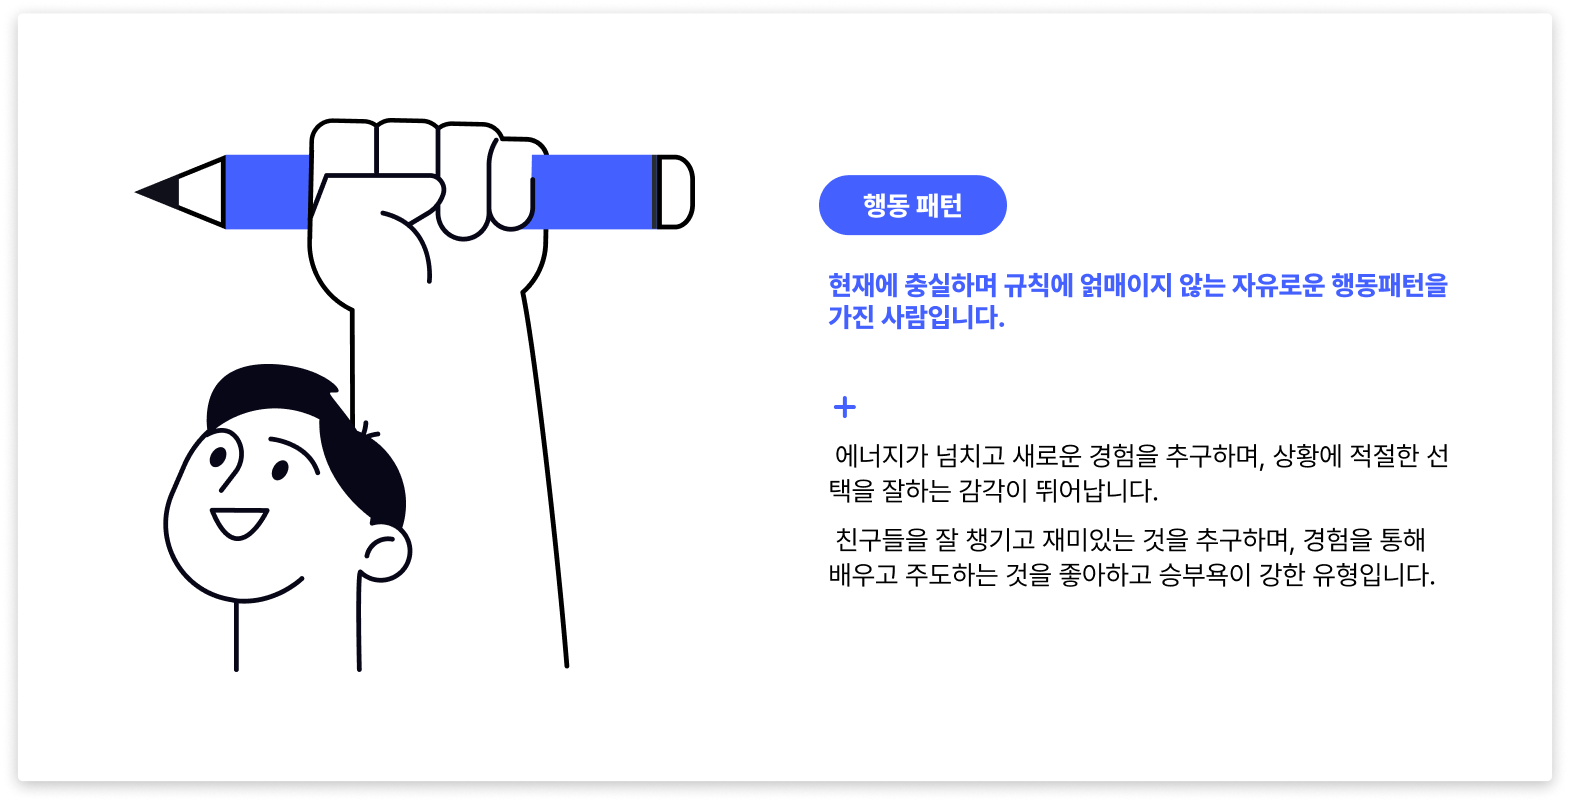 행동 패턴
현재에 충실하며 규칙에 얽매이지 않는 자유로운 행동패턴을
가진 사람입니다.
+
에너지가 넘치고 새로운 경험을 추구하며, 상황에 적절한 선
택을 잘하는 감각이 뛰어납니다.
친구들을 잘 챙기고 재미있는 것을 추구하며, 경험을 통해
배우고 주도하는 것을 좋아하고 승부욕이 강한 유형입니다.